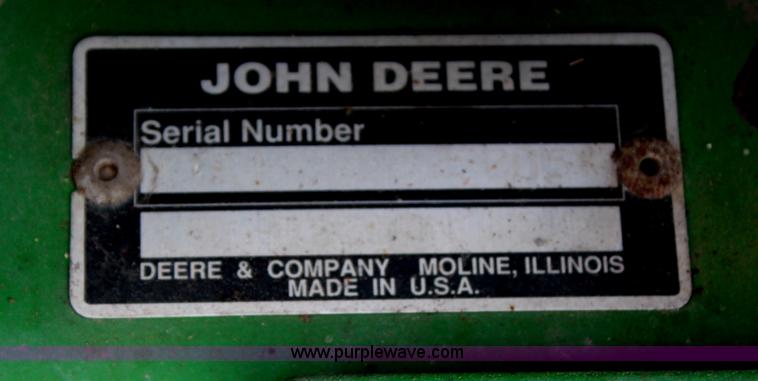 JOHN DEERE
Serial Number
DEERE & COMPANY MOLINE, ILLINOIS
MADE IN U.S.A.
www.purplewave.com